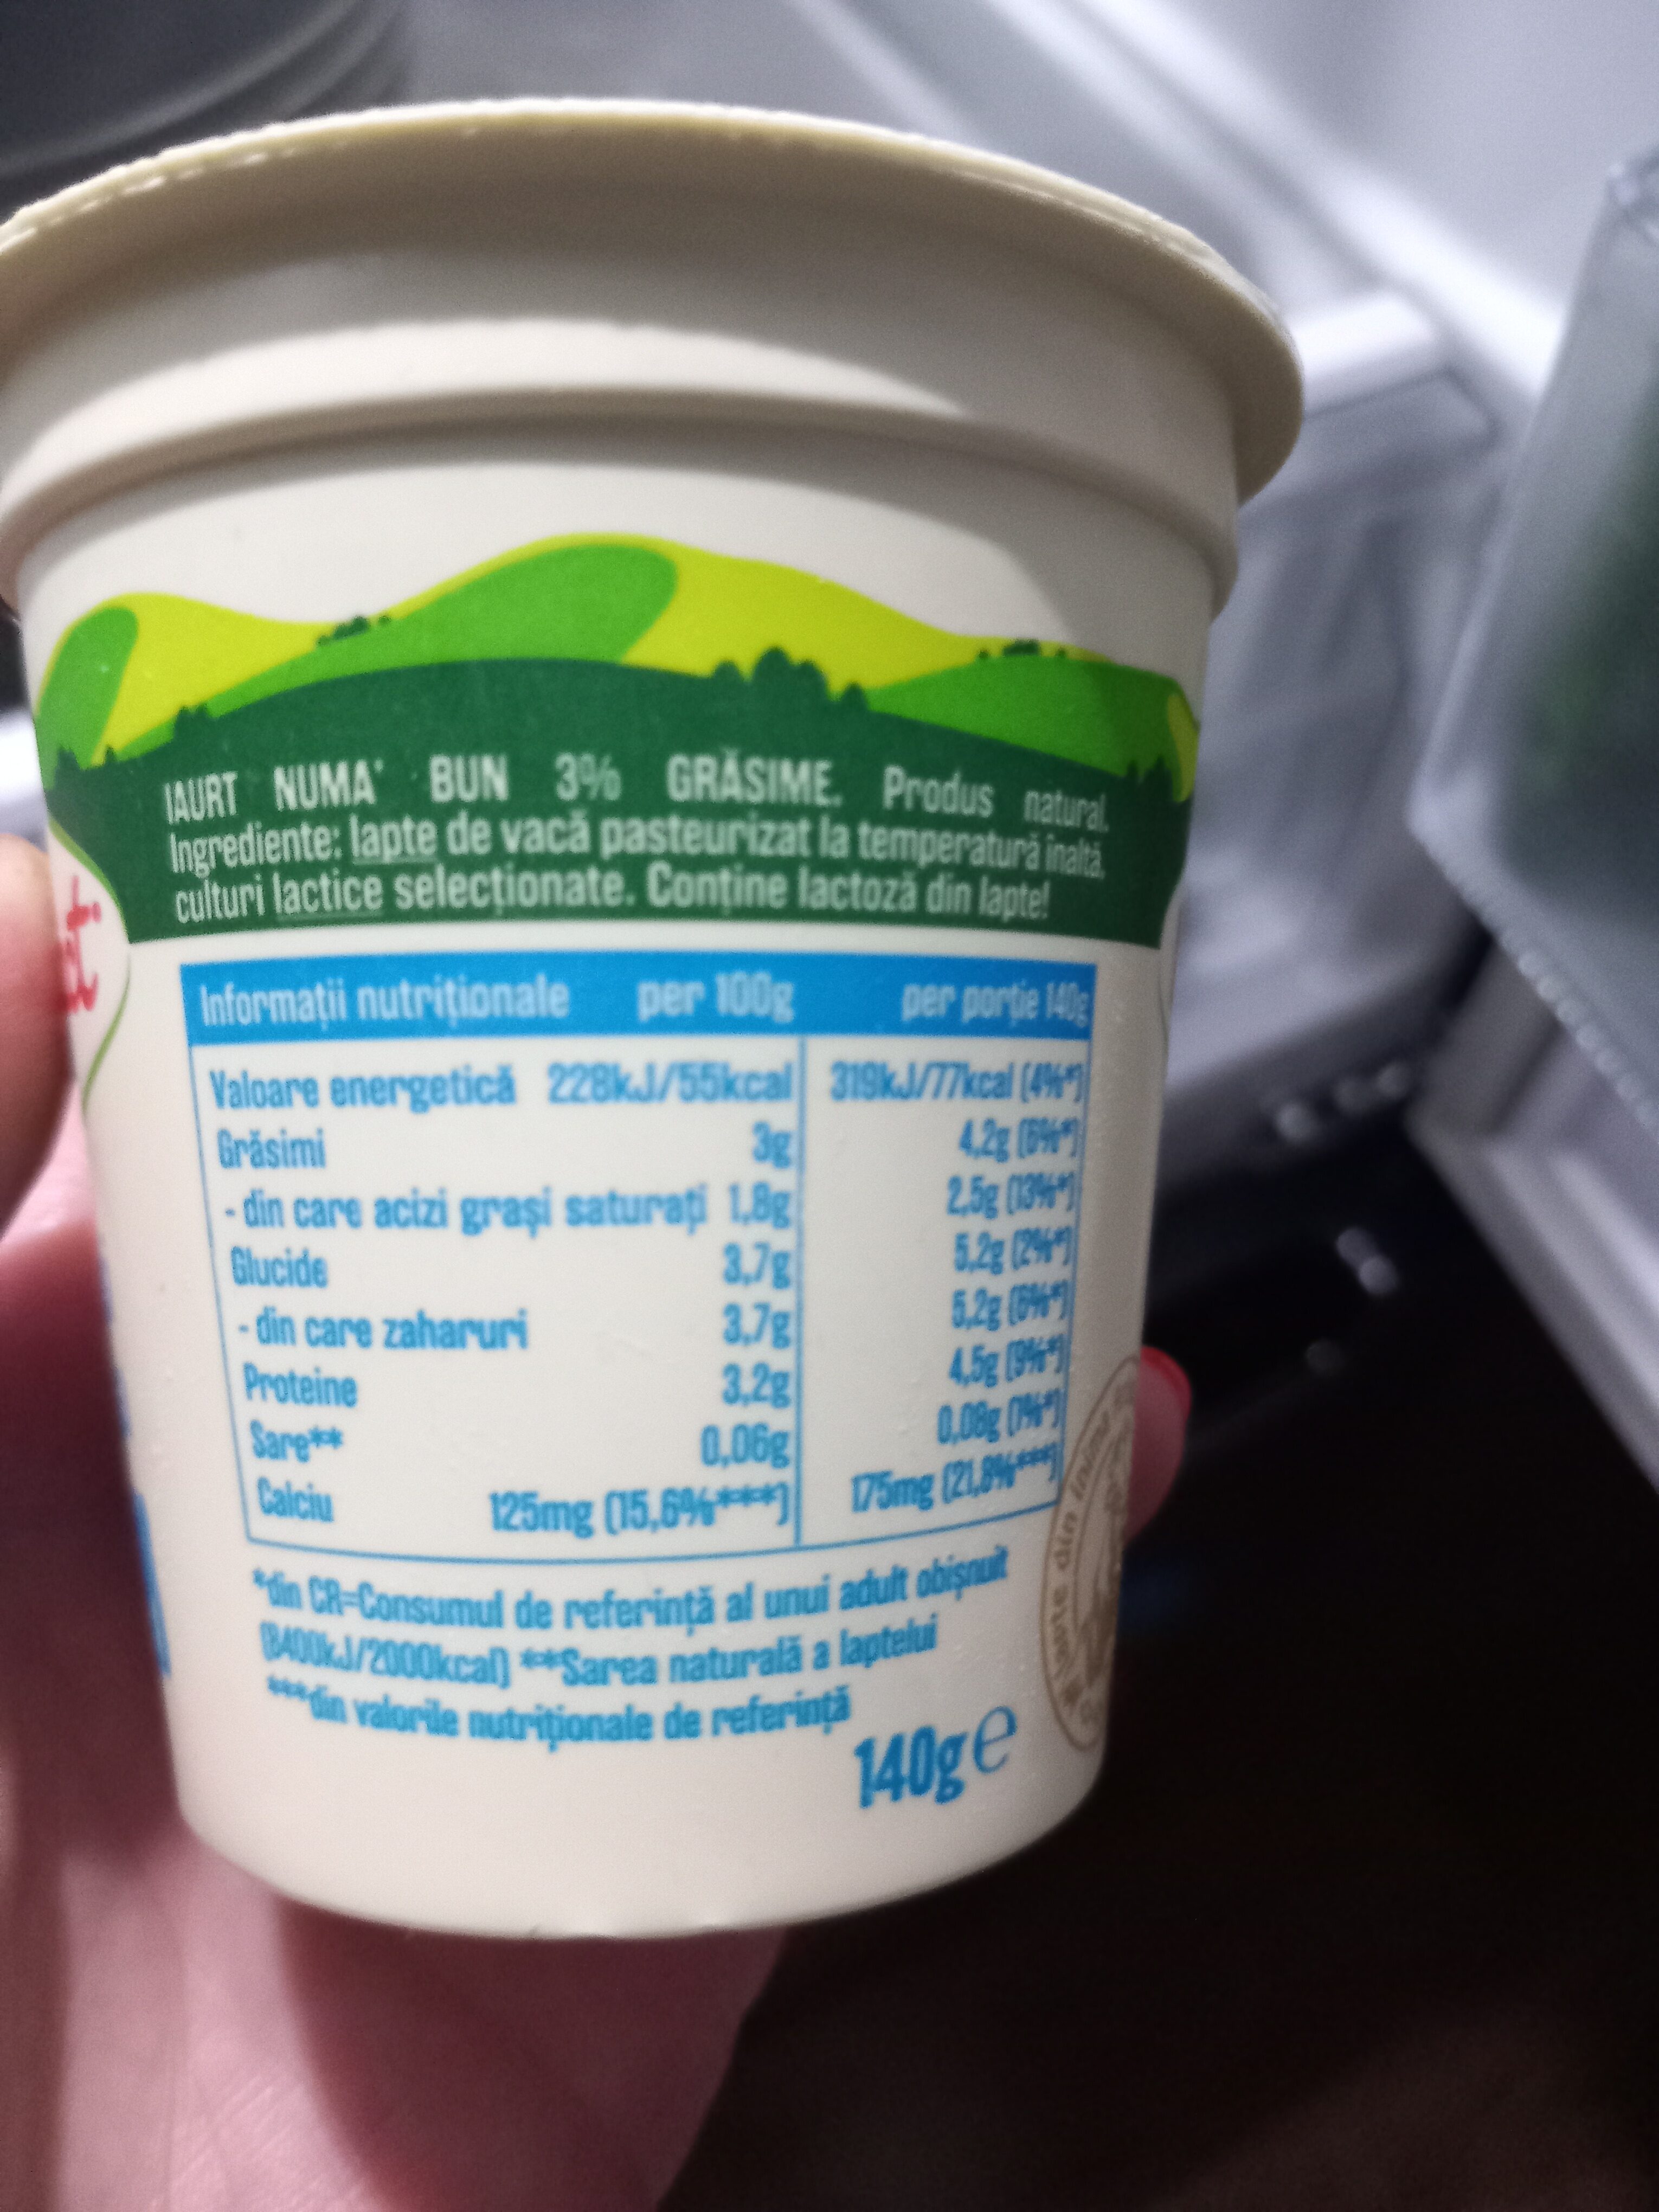 IAURT NUMA' BUN 3% GRĂSIME. Produs natural.
Ingrediente: lapte de vacă pasteurizat la temperatură înaltă,
culturi lactice selecționate. Conține lactoză din lapte!
Informații nutriționale per 100g per porție 140g
Valoare energetică 228kJ/55kcal 319kJ/77kcal (4%*)
Grăsimi 3g 4,2g (6%*)
- din care acizi grași saturați 1,8g 2,5g (13%*)
Glucide 3,7g 5,2g (2%*)
- din care zaharuri 3,7g 5,2g (6%*)
Proteine 3,2g 4,5g (9%*)
Sare** 0,06g 0,08g (1%*)
Calciu 125mg (15,6%***) 175mg (21,8%***)
*din CR=Consumul de referință al unui adult obișnuit
(8400kJ/2000kcal) **Sarea naturală a laptelui
***din valorile nutriționale de referință
140g e
lapte din inima